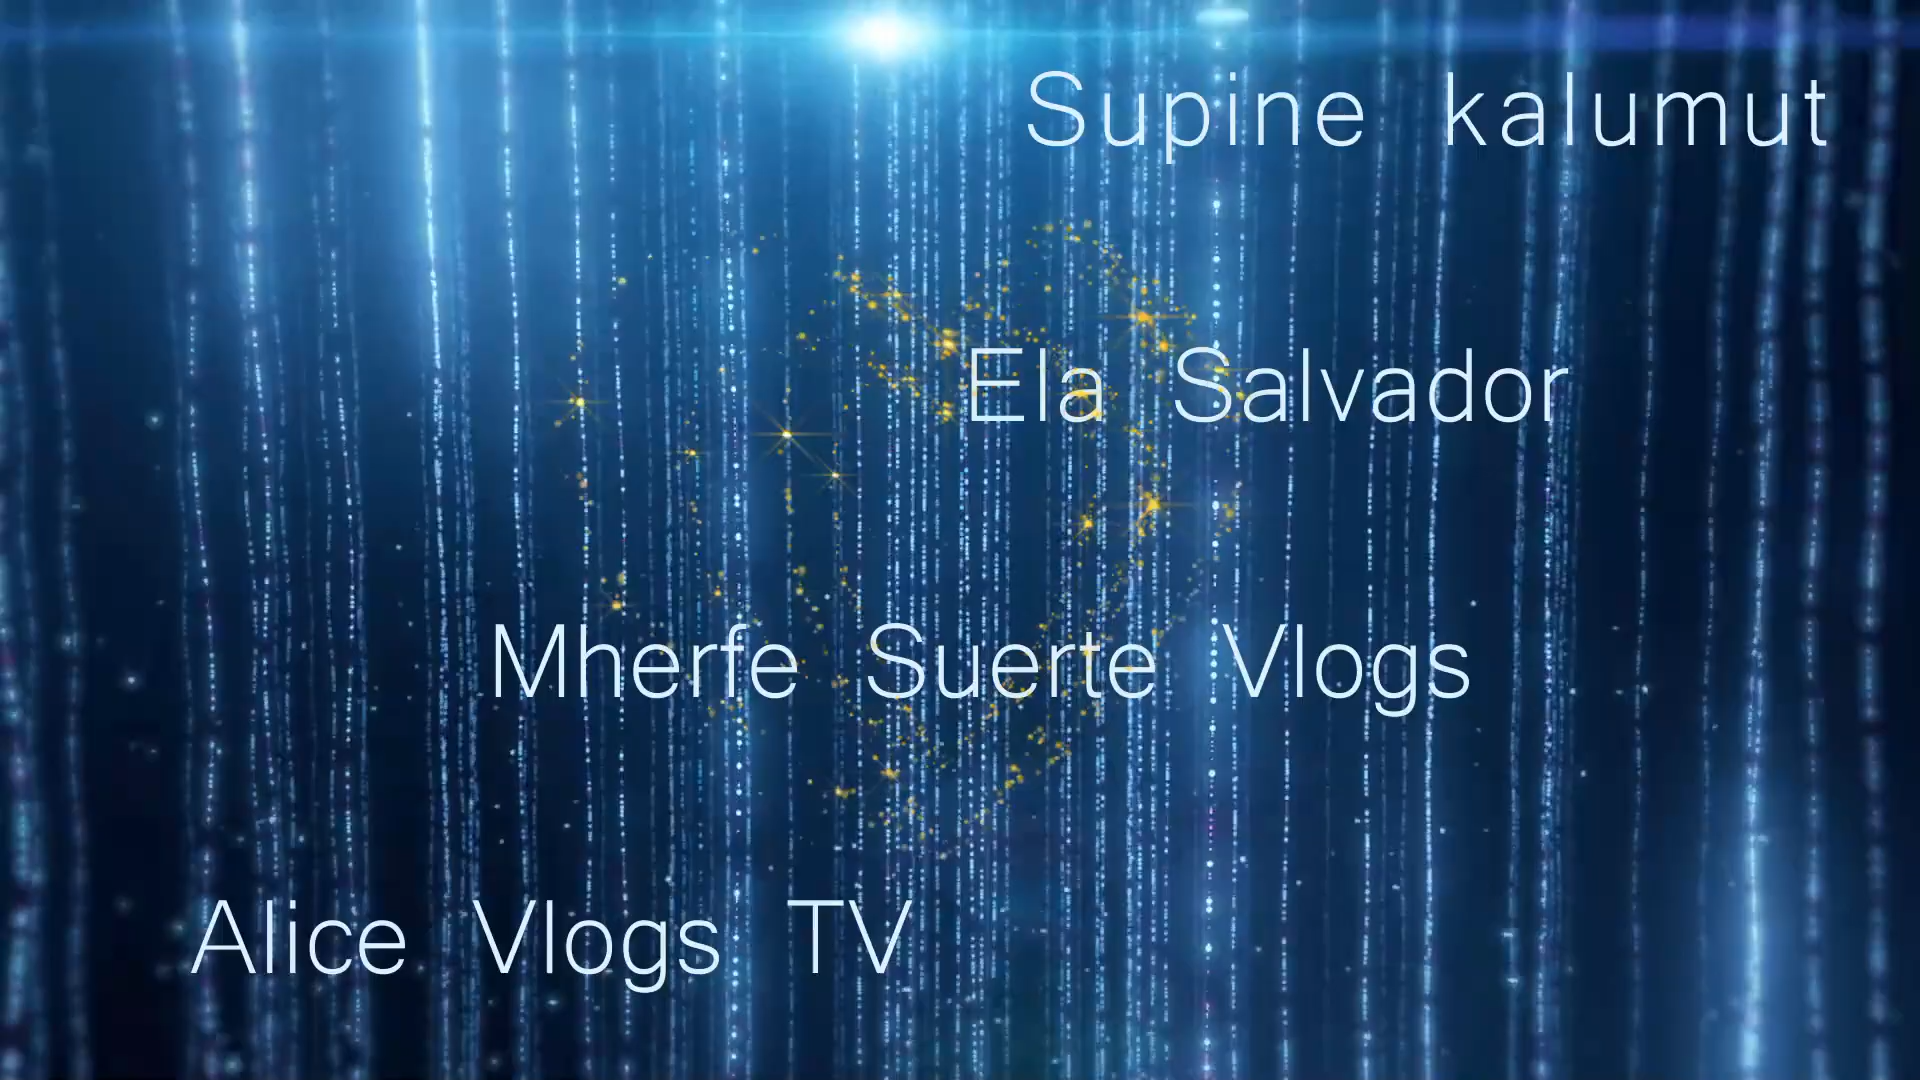 Supine kalumut
Ela Salvador
Mherfe Suerte Vlogs
Alice Vlogs TV